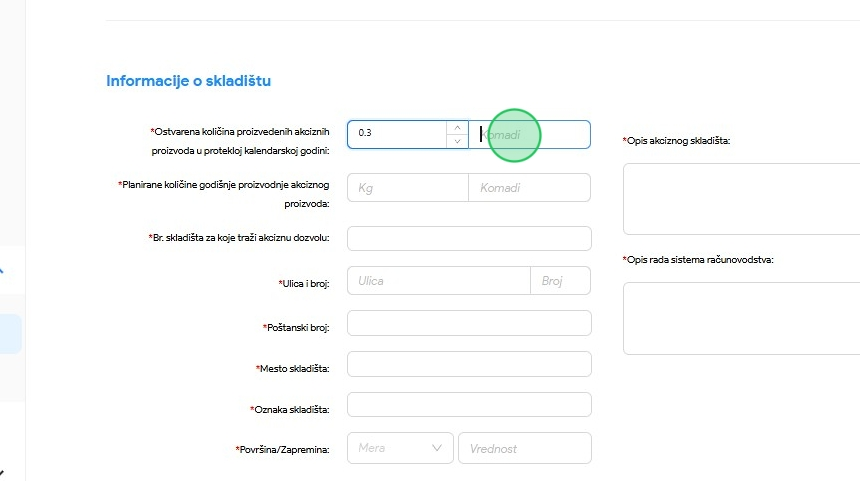 Informacije o skladištu
*Ostvarena količina proizvedenih akciznih
proizvoda u protekloj kalendarskoj godini:
0.3
Komadi
*Opis akciznog skladišta:
*Planirane količine godišnje proizvodnje akciznog
proizvoda:
Kg
Komadi
*Br. skladišta za koje traži akciznu dozvolu:
*Opis rada sistema računovodstva:
*Ulica i broj:
Ulica
Broj
*Poštanski broj:
*Mesto skladišta:
*Oznaka skladišta:
*Površina/Zapremina:
Mera
Vrednost